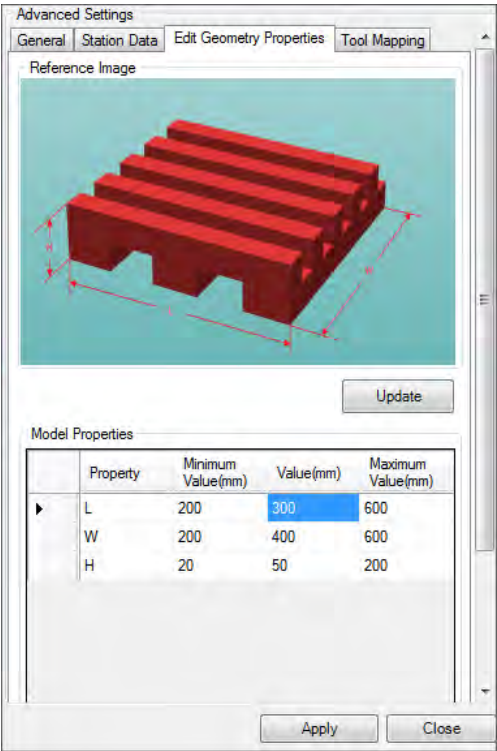 Advanced Settings
General Station Data Edit Geometry Properties Tool Mapping
Reference Image
Update
Model Properties
Property Minimum Value(mm) Value(mm) Maximum Value(mm)
L 200 300 600
W 200 400 600
H 20 50 200
Apply Close